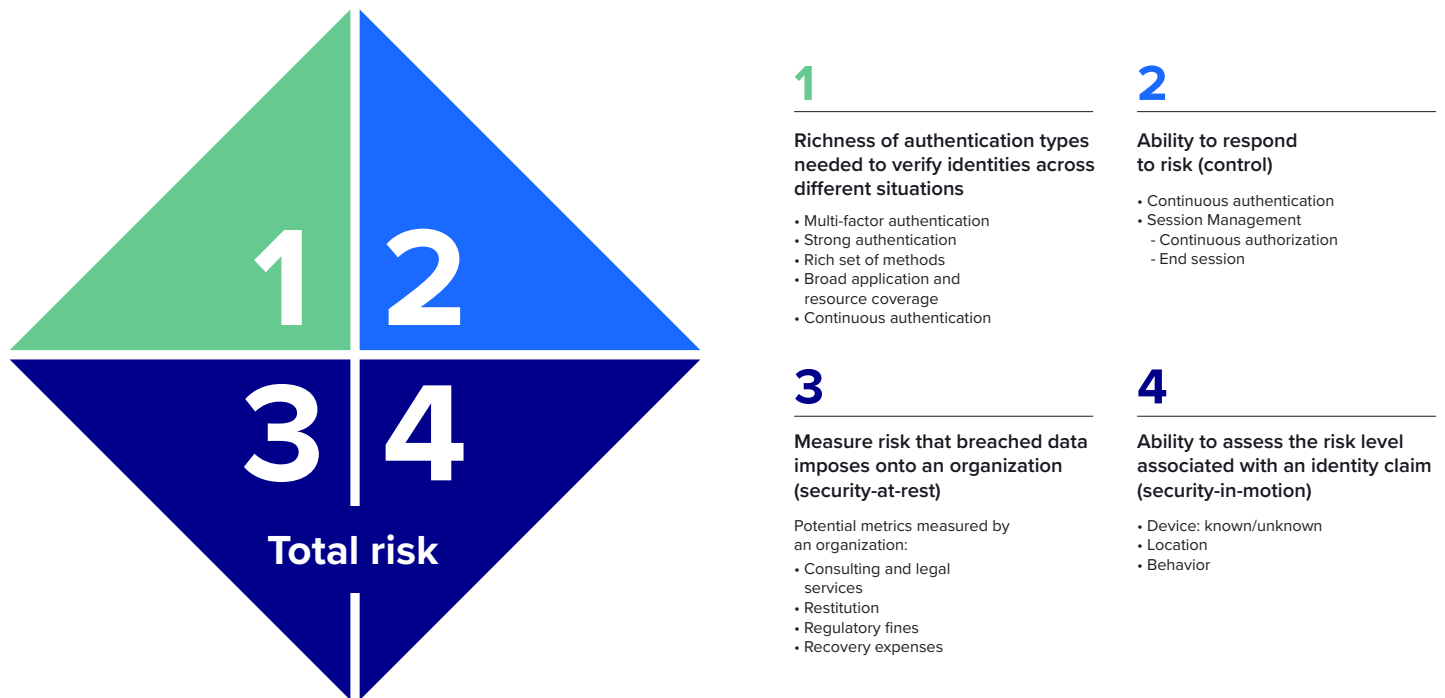 1
2
3
4
Total risk
1
Richness of authentication types
needed to verify identities across
different situations
• Multi-factor authentication
• Strong authentication
• Rich set of methods
• Broad application and
resource coverage
• Continuous authentication
2
Ability to respond
to risk (control)
• Continuous authentication
• Session Management
- Continuous authorization
- End session
3
Measure risk that breached data
imposes onto an organization
(security-at-rest)
Potential metrics measured by
an organization:
• Consulting and legal
services
• Restitution
• Regulatory fines
• Recovery expenses
4
Ability to assess the risk level
associated with an identity claim
(security-in-motion)
• Device: known/unknown
• Location
• Behavior